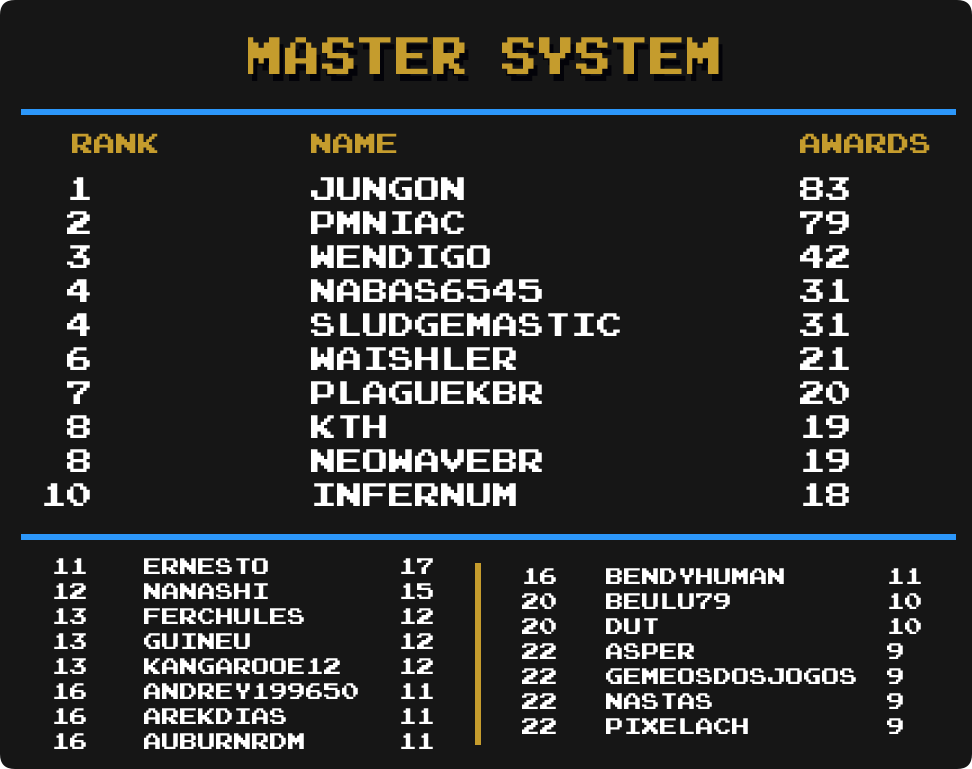 MASTER SYSTEM
RANK NAME AWARDS
1 JUNGON 83
2 PMNIAC 79
3 WENDIGO 42
4 NABAS6545 31
4 SLUDGEMASTIC 31
6 WAISHLER 21
7 PLAGUEKBR 20
8 KTH 19
8 NEOWAVEBR 19
10 INFERNUM 18
11 ERNESTO 17
12 NANASHI 15
13 FERCHULES 12
13 GUINEU 12
13 KANGAROOE12 12
16 ANDREY199650 11
16 AREKDIAS 11
16 AUBURNRDM 11
16 BENDYHUMAN 11
20 BEULU79 10
20 DUT 10
22 ASPER 9
22 GEMEOSDOSJOGOS 9
22 NASTAS 9
22 PIXELACH 9